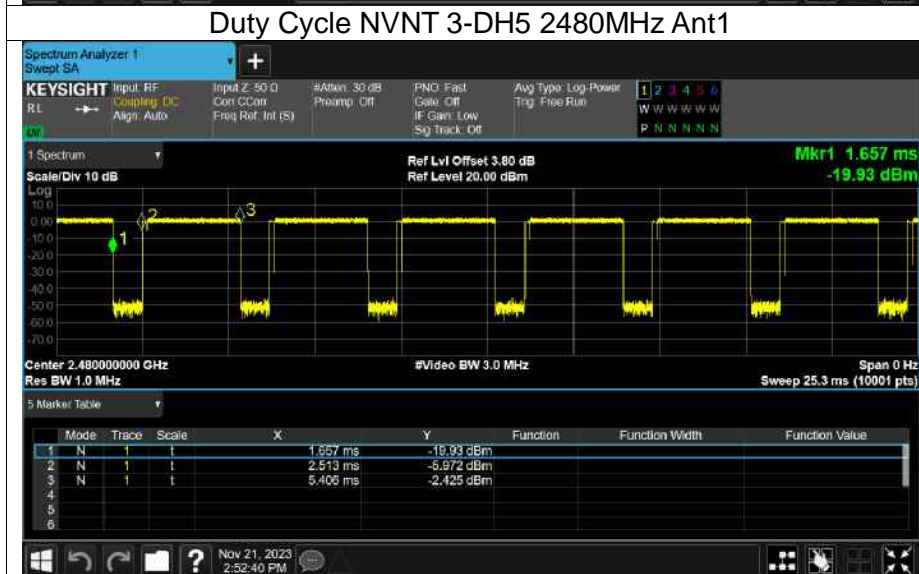 Duty Cycle NVNT 3-DH5 2480MHz Ant1
Spectrum Analyzer 1
Swept SA
+
KEYSIGHT Input: RF Input Z: 50 Ω #Atten: 30 dB PNO: Fast Avg Type: Log-Power 1 2 3 4 5 6
RL Coupling: DC Corr CCorr Preamp: Off Gate: Off Trig: Free Run W W W W W W
Align: Auto Freq Ref: Int (S) IF Gain: Low
Sig Track: Off P N N N N N
1 Spectrum
Ref Lvl Offset 3.80 dB Mkr1 1.657 ms
Scale/Div 10 dB Ref Level 20.00 dBm -19.93 dBm
Log
10.0
0.00
-10.0
-20.0
-30.0
-40.0
-50.0
-60.0
-70.0
1
2
3
Center 2.480000000 GHz #Video BW 3.0 MHz Span 0 Hz
Res BW 1.0 MHz Sweep 25.3 ms (10001 pts)
5 Marker Table
Mode Trace Scale X Y Function Function Width Function Value
1 N 1 t 1.657 ms -19.93 dBm
2 N 1 t 2.513 ms -5.972 dBm
3 N 1 t 5.406 ms -2.425 dBm
4
5
6
? Nov 21, 2023
2:52:40 PM